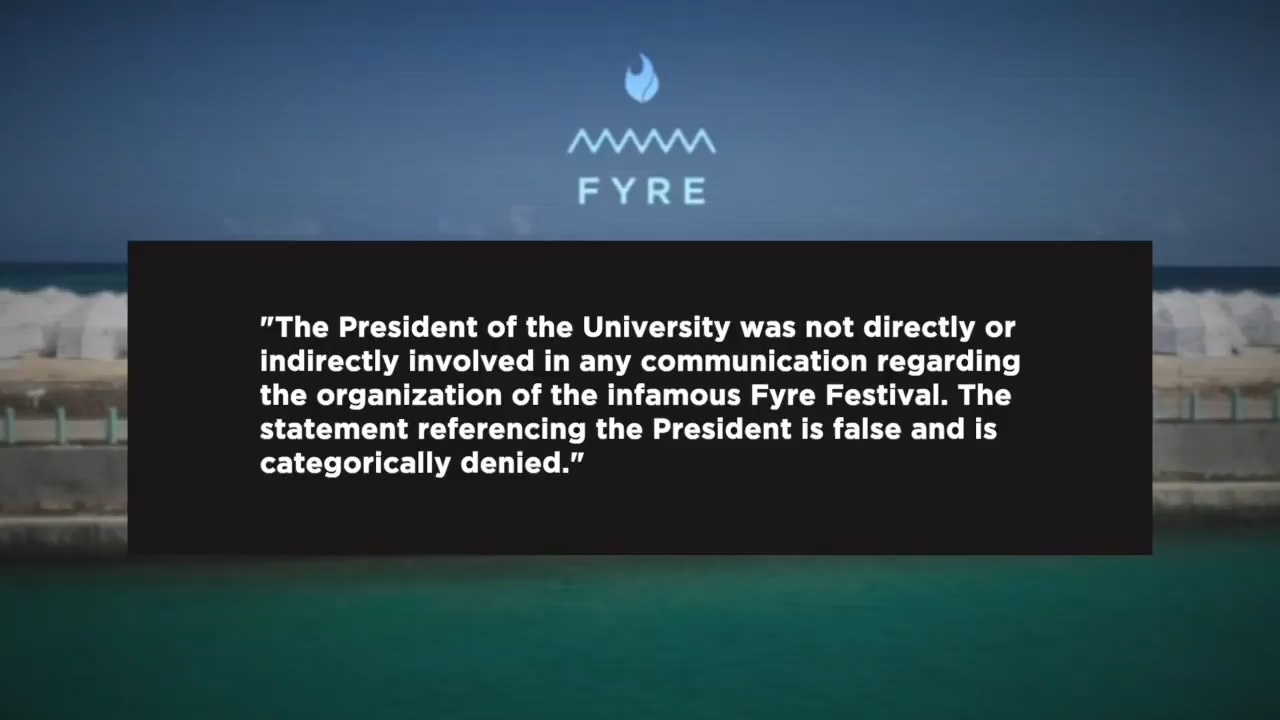 FYRE
"The President of the University was not directly or
indirectly involved in any communication regarding
the organization of the infamous Fyre Festival. The
statement referencing the President is false and is
categorically denied."